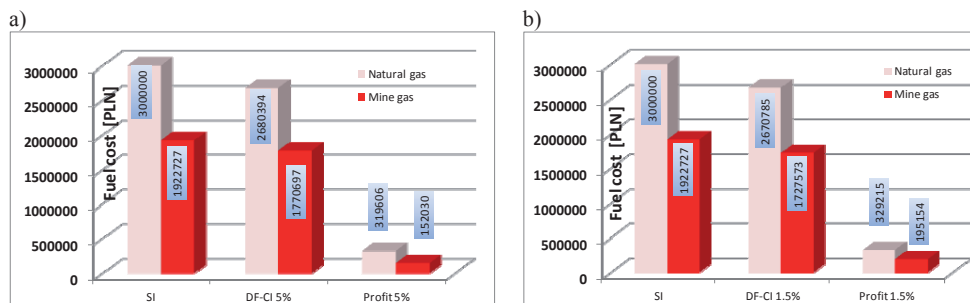 a)
Fuel cost [PLN]
3000000
2500000
2000000
1500000
1000000
500000
0
3000000
1922727
2680394
1770697
319606
152030
Natural gas
Mine gas
SI
DF-CI 5%
Profit 5%
b)
Fuel cost [PLN]
3000000
2500000
2000000
1500000
1000000
500000
0
3000000
1922727
2670785
1727573
329215
195154
Natural gas
Mine gas
SI
DF-CI 1.5%
Profit 1.5%